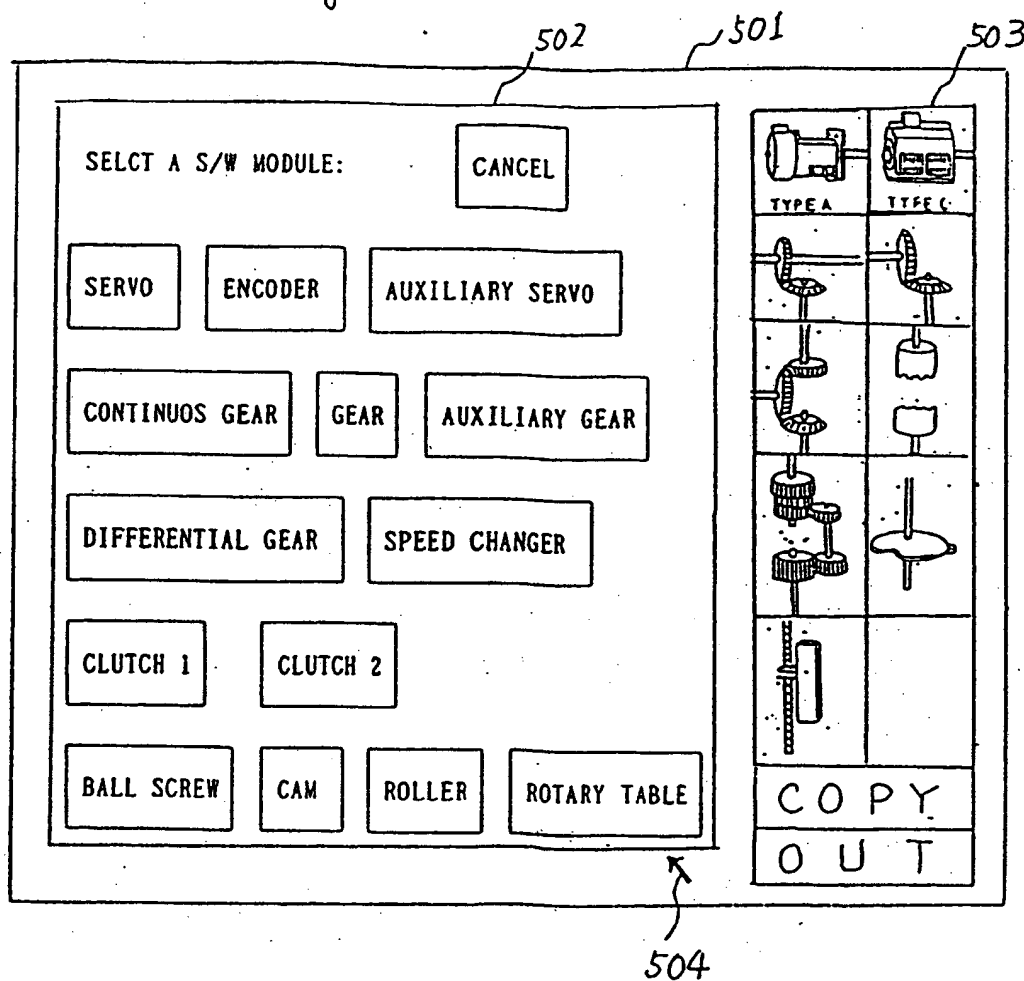 502
501
503
SELCT A S/W MODULE:
CANCEL
TYPE A
TYPE C
SERVO
ENCODER
AUXILIARY SERVO
CONTINUOS GEAR
GEAR
AUXILIARY GEAR
DIFFERENTIAL GEAR
SPEED CHANGER
CLUTCH 1
CLUTCH 2
BALL SCREW
CAM
ROLLER
ROTARY TABLE
COPY
OUT
504